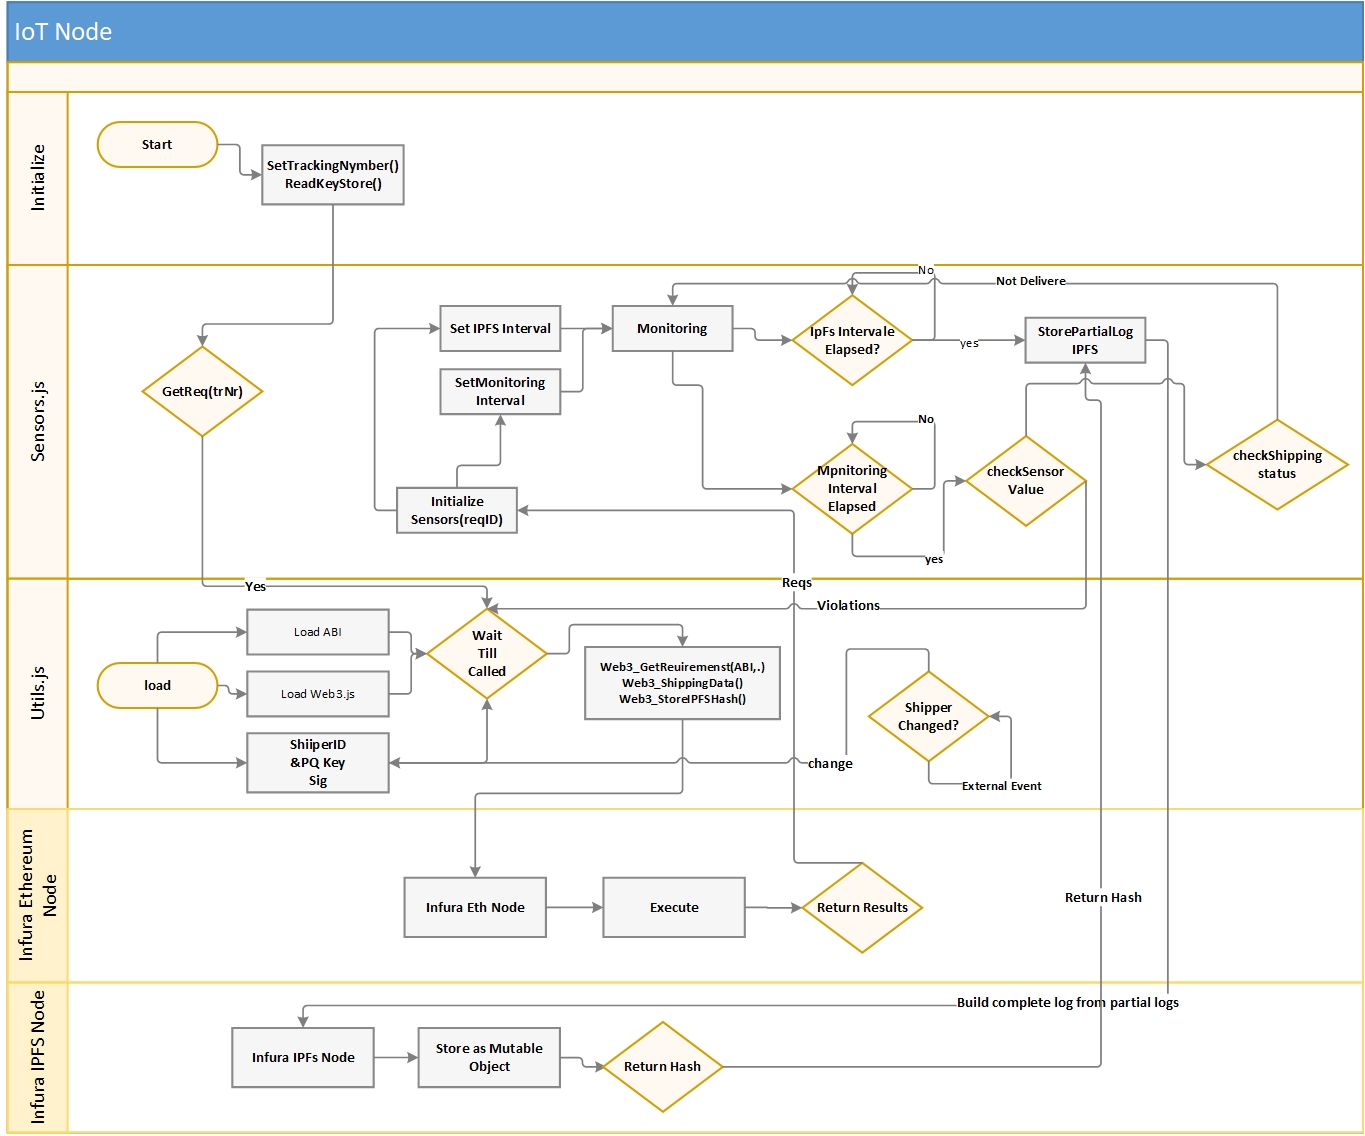 IoT Node
Initialize
Start
SetTrackingNymber()
ReadKeyStore()
Sensors.js
GetReq(trNr)
Set IPFS Interval
SetMonitoring
Interval
Initialize
Sensors(reqID)
Monitoring
No
Not Delivere
IpFs Intervale
Elapsed?
yes
StorePartialLog
IPFS
No
Mpnitoring
Interval
Elapsed
yes
checkSensor
Value
checkShipping
status
Utils.js
Yes
Reqs
Violations
load
Load ABI
Load Web3.js
ShiiperID
&PQ Key
Sig
Wait
Till
Called
Web3_GetReuiremenst(ABI,.)
Web3_ShippingData()
Web3_StoreIPFSHash()
Shipper
Changed?
change
External Event
Infura Ethereum
Node
Infura Eth Node
Execute
Return Results
Return Hash
Infura IPFS Node
Build complete log from partial logs
Infura IPFs Node
Store as Mutable
Object
Return Hash